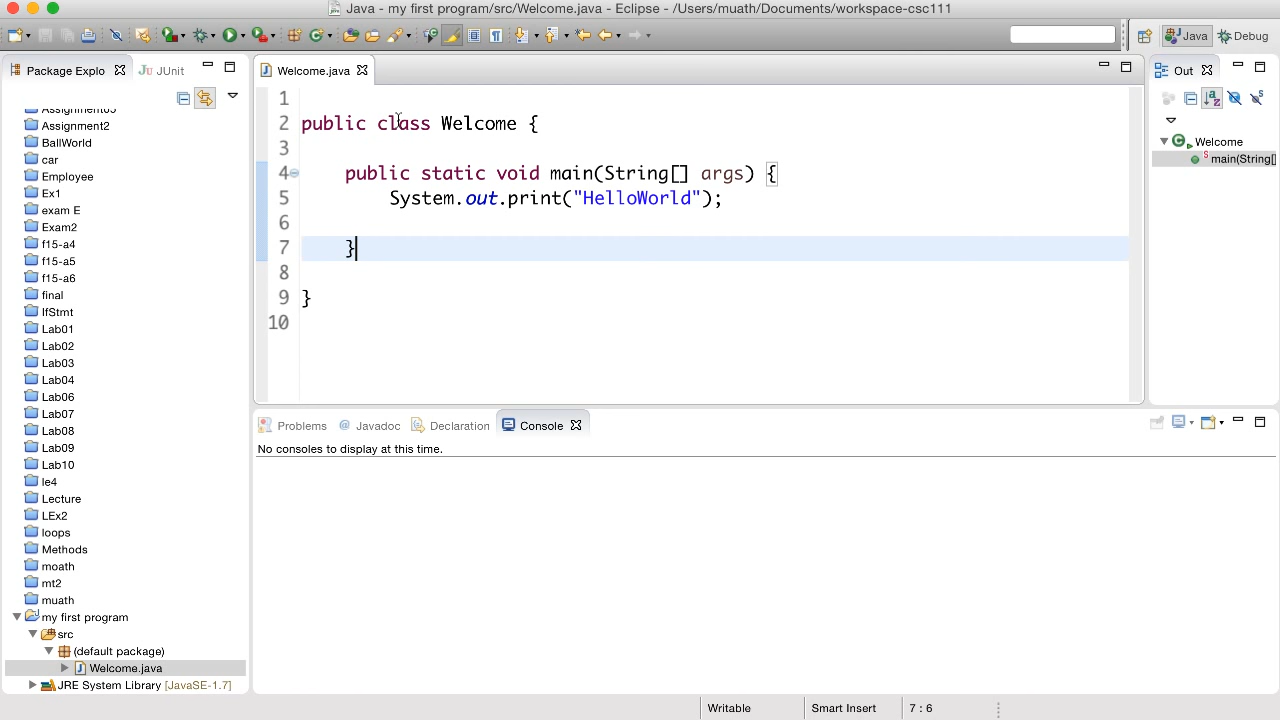 Java - my first program/src/Welcome.java - Eclipse - /Users/muath/Documents/workspace-csc111
Java
Debug
Package Explo
JUnit
Assignment2
BallWorld
car
Employee
Ex1
exam E
Exam2
f15-a4
f15-a5
f15-a6
final
IfStmt
Lab01
Lab02
Lab03
Lab04
Lab06
Lab07
Lab08
Lab09
Lab10
le4
Lecture
LEx2
loops
Methods
moath
mt2
muath
my first program
src
(default package)
Welcome.java
JRE System Library [JavaSE-1.7]
Welcome.java
1
2 public class Welcome {
3
4 public static void main(String[] args) {
5 System.out.print("HelloWorld");
6
7 }
8
9 }
10
Out
Welcome
main(String[]
Problems
Javadoc
Declaration
Console
No consoles to display at this time.
Writable
Smart Insert
7 : 6